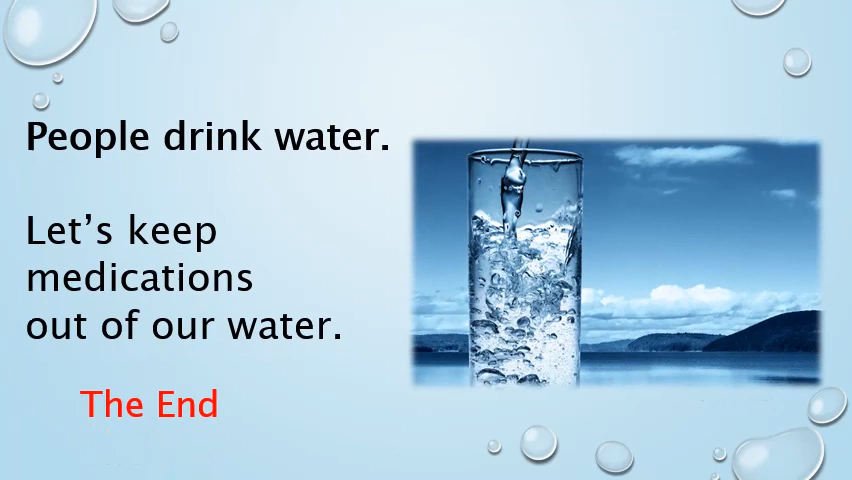 People drink water.
Let’s keep
medications
out of our water.
The End